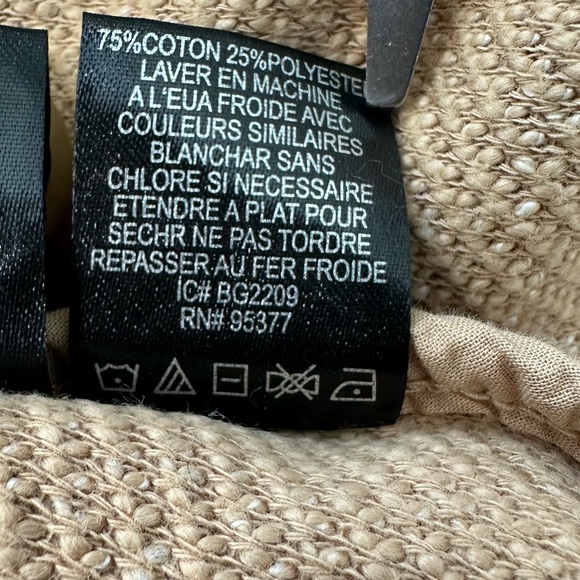 75%COTON 25%POLYESTER
LAVER EN MACHINE
A L'EUA FROIDE AVEC
COULEURS SIMILAIRES
BLANCHAR SANS
CHLORE SI NECESSAIRE
ETENDRE A PLAT POUR
SECHR NE PAS TORDRE
REPASSER AU FER FROIDE
IC# BG2209
RN# 95377